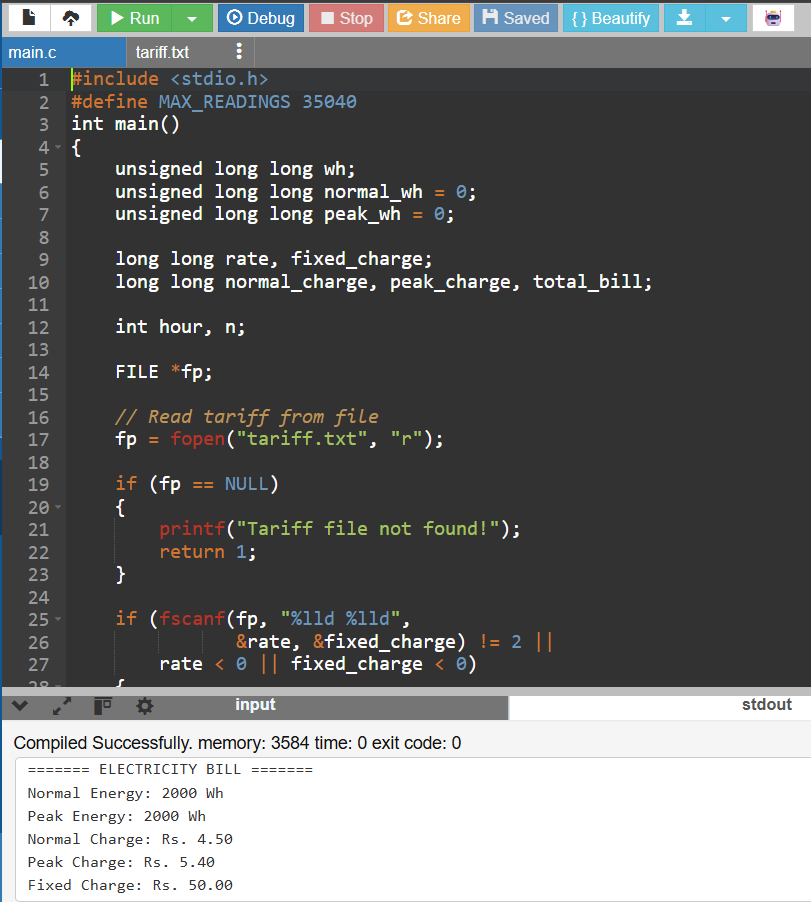 Run Debug Stop Share Saved {} Beautify
main.c tariff.txt
1 #include <stdio.h>
2 #define MAX_READINGS 35040
3 int main()
4 {
5     unsigned long long wh;
6     unsigned long long normal_wh = 0;
7     unsigned long long peak_wh = 0;
8
9     long long rate, fixed_charge;
10     long long normal_charge, peak_charge, total_bill;
11
12     int hour, n;
13
14     FILE *fp;
15
16     // Read tariff from file
17     fp = fopen("tariff.txt", "r");
18
19     if (fp == NULL)
20     {
21         printf("Tariff file not found!");
22         return 1;
23     }
24
25     if (fscanf(fp, "%lld %lld",
26                &rate, &fixed_charge) != 2 ||
27         rate < 0 || fixed_charge < 0)
28     {
input stdout
Compiled Successfully. memory: 3584 time: 0 exit code: 0
======= ELECTRICITY BILL =======
Normal Energy: 2000 Wh
Peak Energy: 2000 Wh
Normal Charge: Rs. 4.50
Peak Charge: Rs. 5.40
Fixed Charge: Rs. 50.00